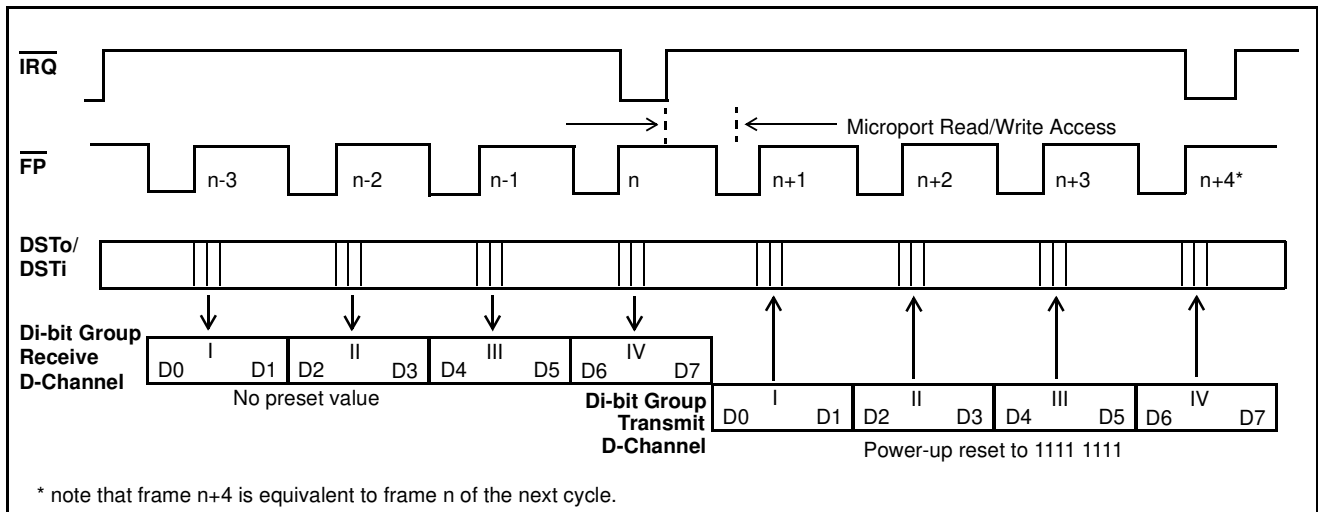 IRQ
Microport Read/Write Access
FP
n-3 n-2 n-1 n n+1 n+2 n+3 n+4*
DSTo/
DSTi
Di-bit Group
Receive
D-Channel
I II III IV
D0 D1 D2 D3 D4 D5 D6 D7
No preset value
Di-bit Group
Transmit
D-Channel
I II III IV
D0 D1 D2 D3 D4 D5 D6 D7
Power-up reset to 1111 1111
* note that frame n+4 is equivalent to frame n of the next cycle.